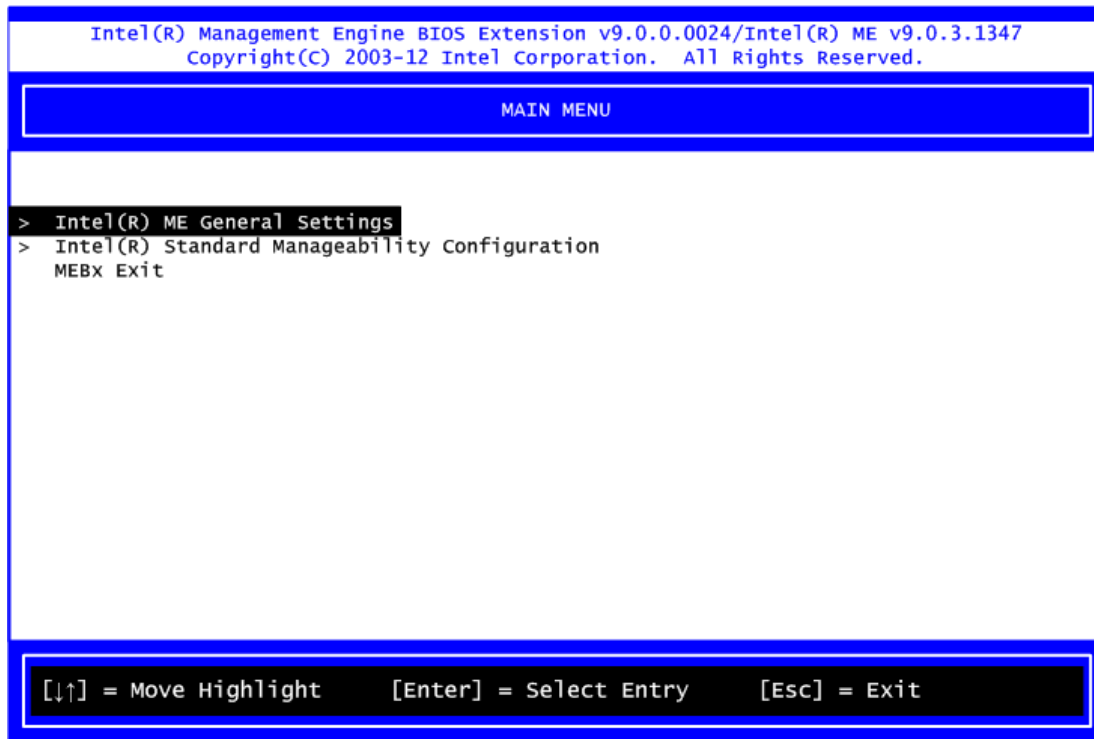 Intel(R) Management Engine BIOS Extension v9.0.0.0024/Intel(R) ME v9.0.3.1347
Copyright(C) 2003-12 Intel Corporation. All Rights Reserved.
MAIN MENU
> Intel(R) ME General Settings
> Intel(R) Standard Manageability Configuration
MEBx Exit
[↓↑] = Move Highlight [Enter] = Select Entry [Esc] = Exit